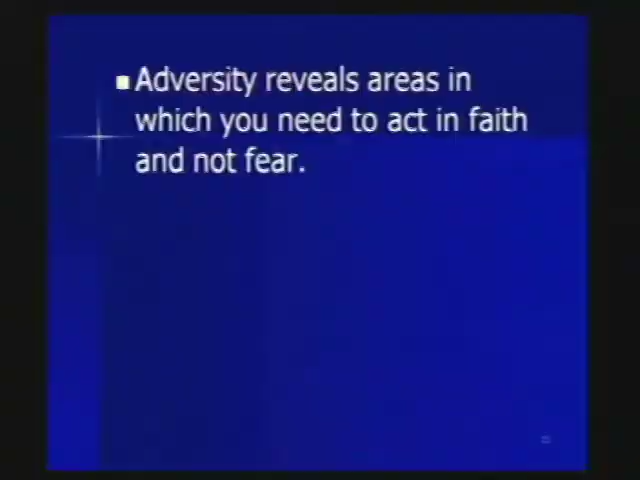 Adversity reveals areas in
which you need to act in faith
and not fear.